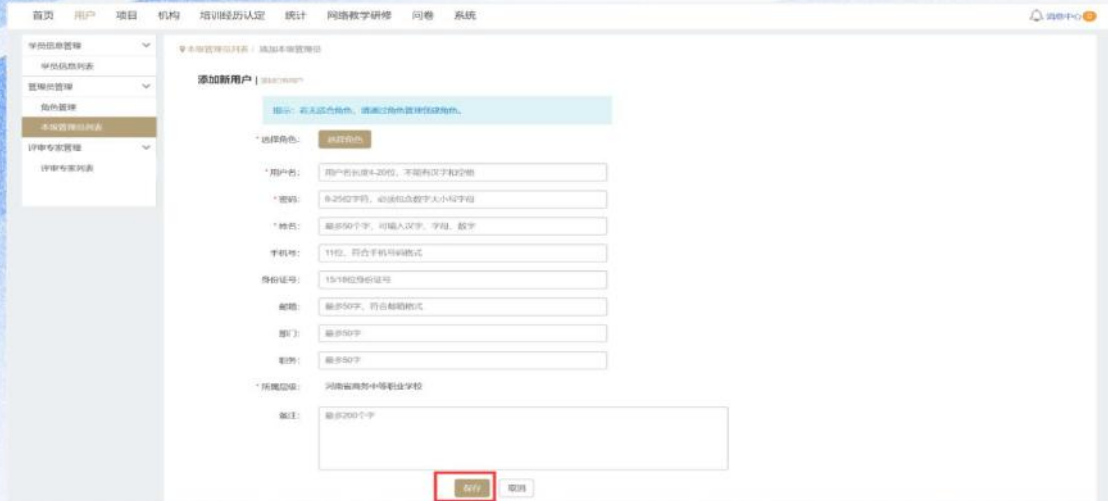 首页 用户 项目 机构 培训经历认定 统计 网络教学研修 问卷 系统 消息中心
学员信息管理
学员信息列表
管理员管理
角色管理
本级管理员列表
评审专家管理
评审专家列表
本级管理员列表 / 添加本级管理员
添加新用户 |
提示：若无适合角色，请通过角色管理创建角色。
*选择角色： 选择角色
*用户名： 用户名长度4-20位，不能有汉字和空格
*密码： 8-25位字符，必须包含数字大小写字母
*姓名： 最多50个字，可输入汉字、字母、数字
手机号： 11位，符合手机号码格式
身份证号： 15/18位身份证号
邮箱： 最多50字，符合邮箱格式
部门： 最多50字
职务： 最多50字
*所属层级： 河南省商务中等职业学校
备注： 最多200个字
保存 取消